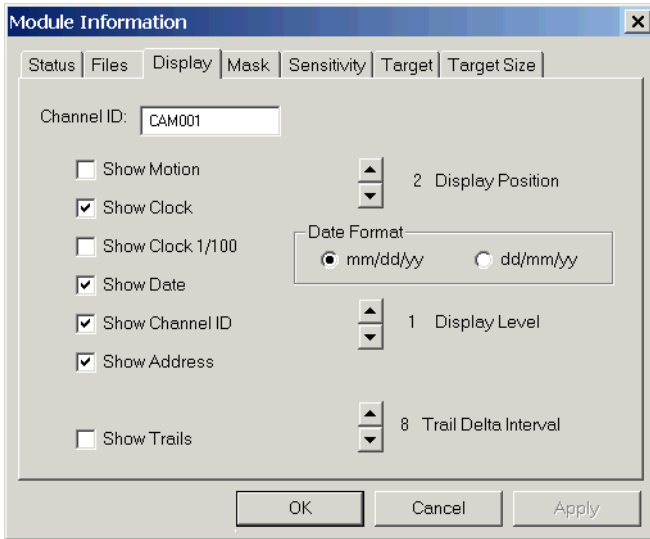 Module Information
Status Files Display Mask Sensitivity Target Target Size
Channel ID: CAM001
Show Motion
2 Display Position
Show Clock
Date Format
Show Clock 1/100
mm/dd/yy dd/mm/yy
Show Date
Show Channel ID
1 Display Level
Show Address
Show Trails
8 Trail Delta Interval
OK Cancel Apply